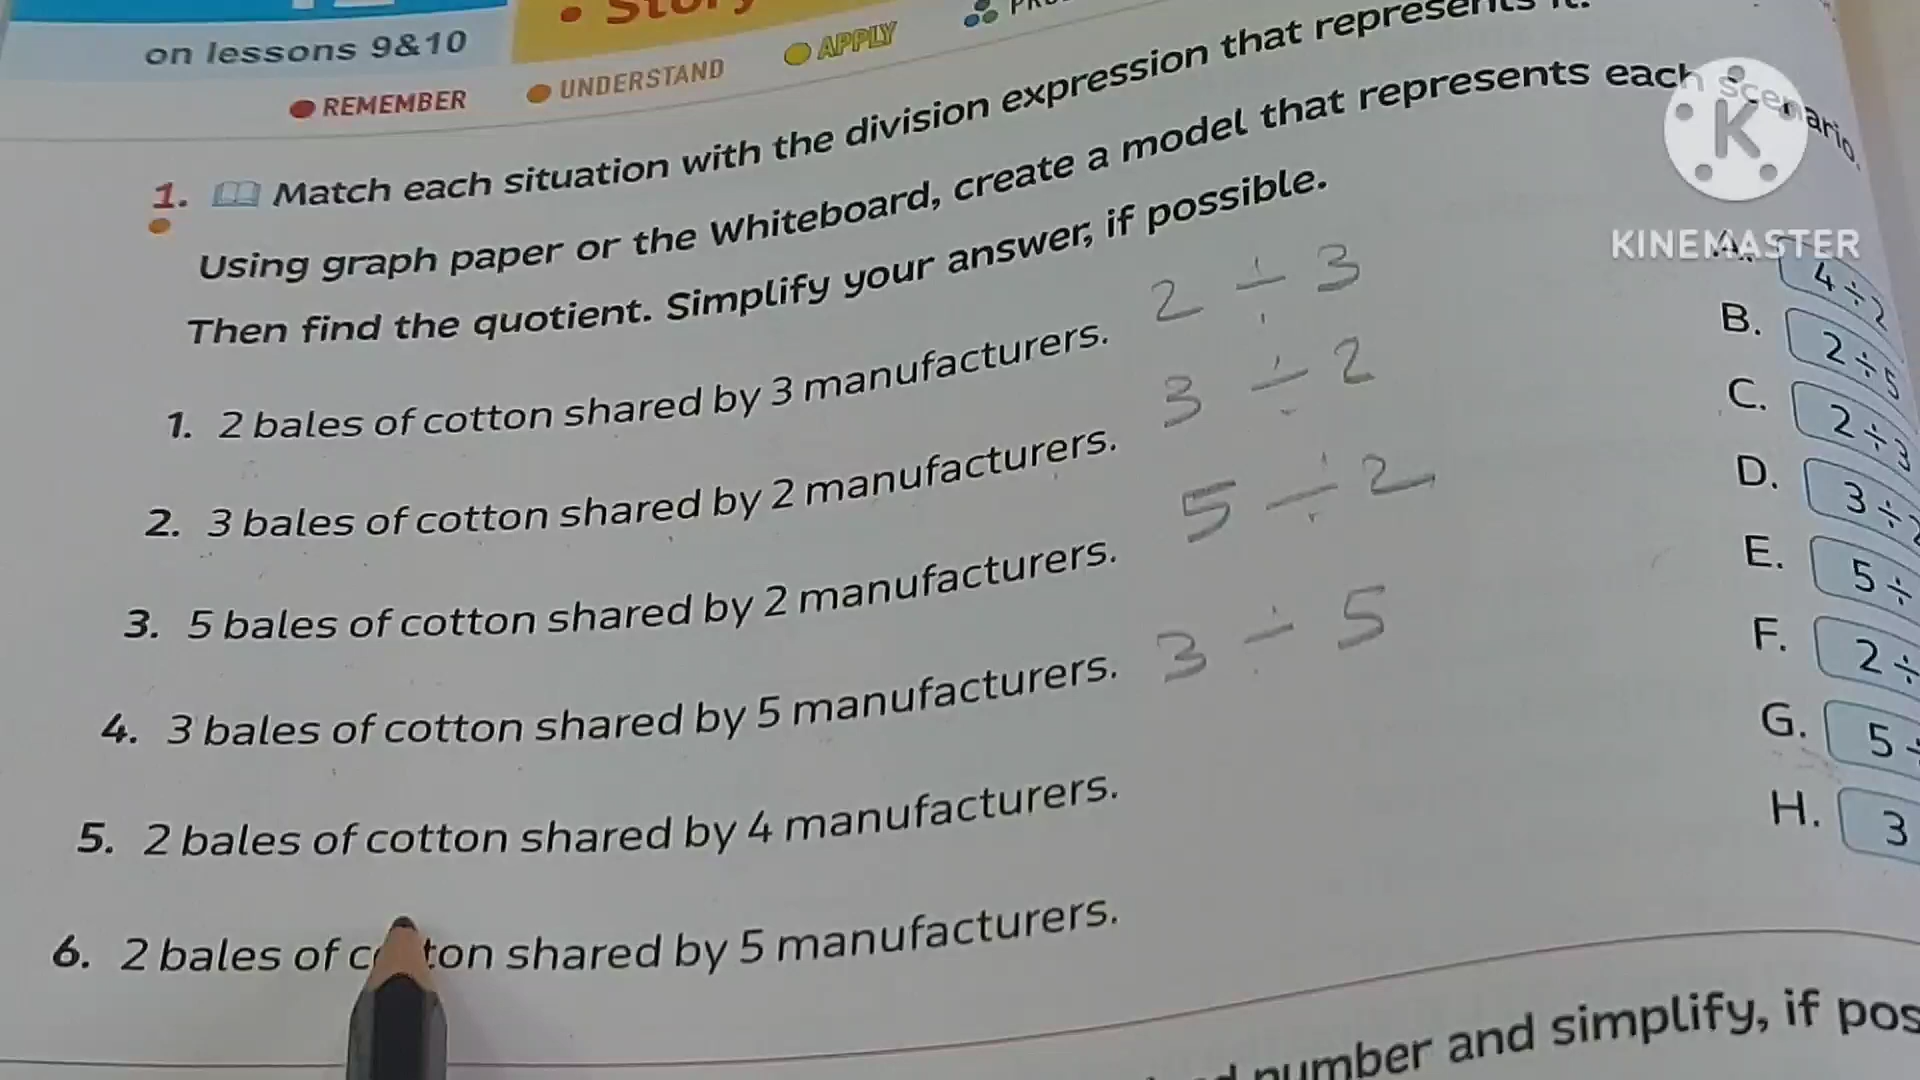 on lessons 9&10
REMEMBER
UNDERSTAND
APPLY
1. Match each situation with the division expression that represents it.
Using graph paper or the Whiteboard, create a model that represents each scenario.
Then find the quotient. Simplify your answer, if possible.
1. 2 bales of cotton shared by 3 manufacturers. 2 ÷ 3
2. 3 bales of cotton shared by 2 manufacturers. 3 ÷ 2
3. 5 bales of cotton shared by 2 manufacturers. 5 ÷ 2
4. 3 bales of cotton shared by 5 manufacturers. 3 ÷ 5
5. 2 bales of cotton shared by 4 manufacturers.
6. 2 bales of cotton shared by 5 manufacturers.
A. 4 ÷ 2
B. 2 ÷ 5
C. 2 ÷ 3
D. 3 ÷ 2
E. 5 ÷
F. 2 ÷
G. 5 ÷
H. 3
number and simplify, if pos
K
KINEMASTER